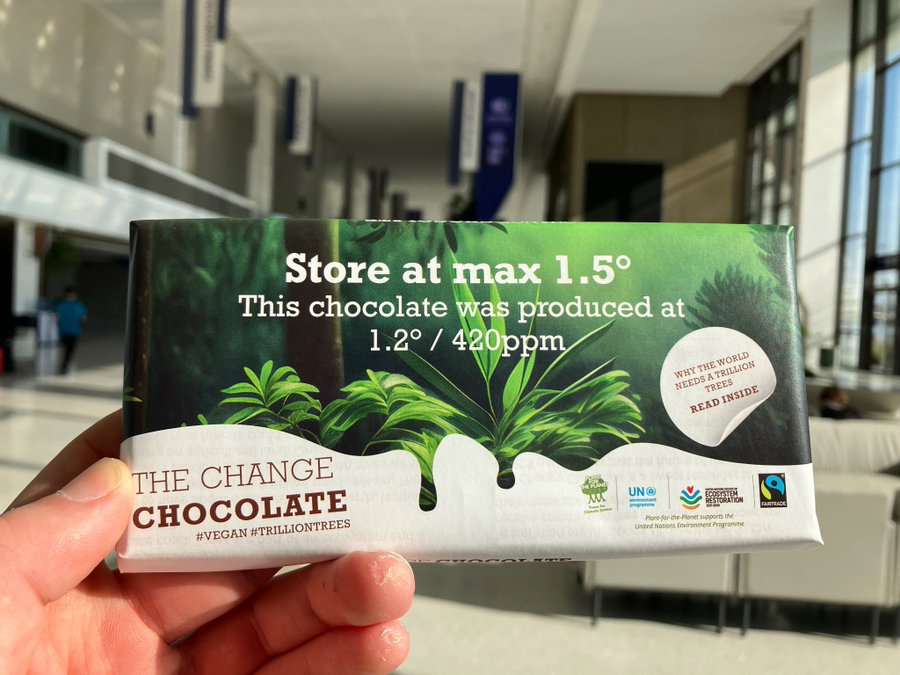 Store at max 1.5°
This chocolate was produced at
1.2° / 420ppm
WHY THE WORLD
NEEDS A TRILLION
TREES
READ INSIDE
THE CHANGE
CHOCOLATE
#VEGAN #TRILLIONTREES
UN
environment
programme
ECOSYSTEM
RESTORATION
FAIRTRADE
Plant-for-the-Planet supports the
United Nations Environment Programme
CHOCOLATE